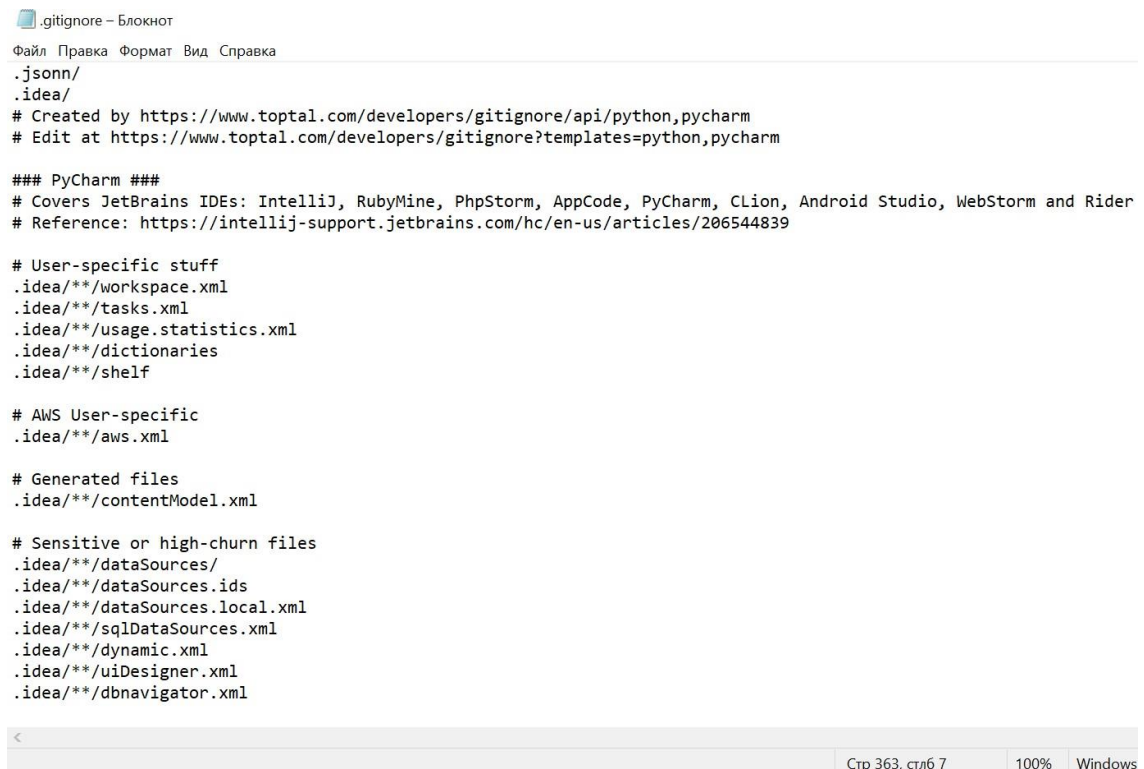 .gitignore – Блокнот
Файл Правка Формат Вид Справка
.jsonn/
.idea/
# Created by https://www.toptal.com/developers/gitignore/api/python,pycharm
# Edit at https://www.toptal.com/developers/gitignore?templates=python,pycharm
### PyCharm ###
# Covers JetBrains IDEs: IntelliJ, RubyMine, PhpStorm, AppCode, PyCharm, CLion, Android Studio, WebStorm and Rider
# Reference: https://intellij-support.jetbrains.com/hc/en-us/articles/206544839
# User-specific stuff
.idea/**/workspace.xml
.idea/**/tasks.xml
.idea/**/usage.statistics.xml
.idea/**/dictionaries
.idea/**/shelf
# AWS User-specific
.idea/**/aws.xml
# Generated files
.idea/**/contentModel.xml
# Sensitive or high-churn files
.idea/**/dataSources/
.idea/**/dataSources.ids
.idea/**/dataSources.local.xml
.idea/**/sqlDataSources.xml
.idea/**/dynamic.xml
.idea/**/uiDesigner.xml
.idea/**/dbnavigator.xml
Стр 363, стлб 7 100% Windows